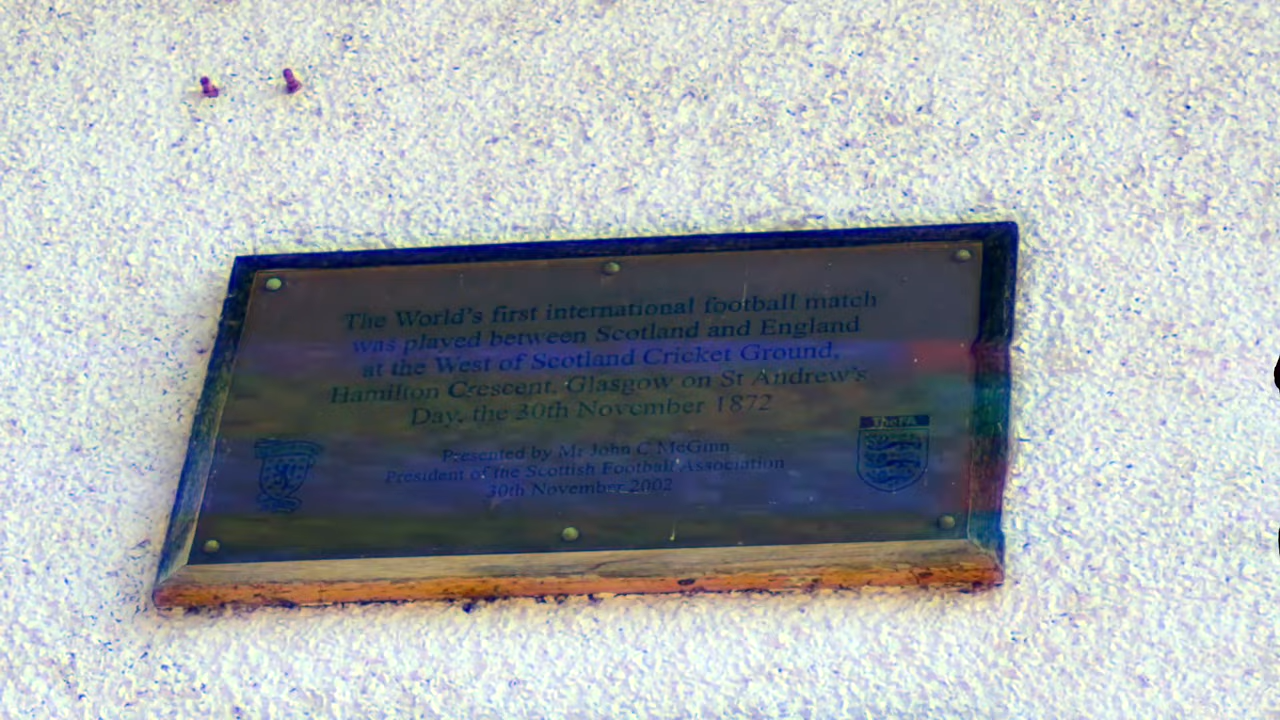 The World's first international football match
was played between Scotland and England
at the West of Scotland Cricket Ground,
Hamilton Crescent, Glasgow on St Andrew's
Day, the 30th November 1872
Presented by Mr John C McGinn
President of the Scottish Football Association
30th November 2002
The FA